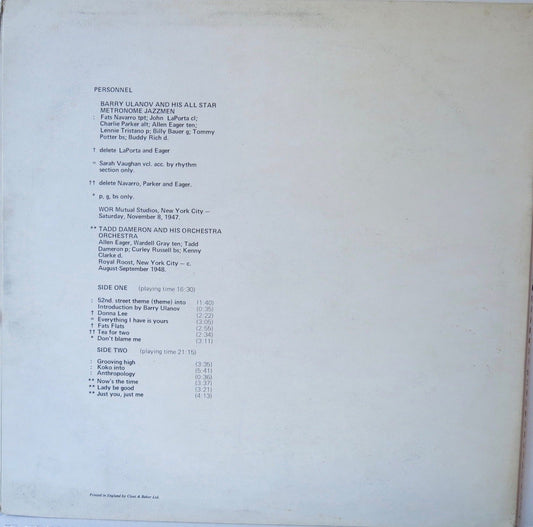 PERSONNEL
BARRY ULANOV AND HIS ALL STAR
METRONOME JAZZMEN
: Fats Navarro tpt; John LaPorta cl;
Charlie Parker alt; Allen Eager ten;
Lennie Tristano p; Billy Bauer g; Tommy
Potter bs; Buddy Rich d.
† delete LaPorta and Eager
= Sarah Vaughan vcl. acc. by rhythm
section only.
†† delete Navarro, Parker and Eager.
* p, g, bs only.
WOR Mutual Studios, New York City –
Saturday, November 8, 1947.
** TADD DAMERON AND HIS ORCHESTRA
ORCHESTRA
Allen Eager, Wardell Gray ten; Tadd
Dameron p; Curley Russell bs; Kenny
Clarke d.
Royal Roost, New York City – c.
August-September 1948.
SIDE ONE (playing time 16:30)
: 52nd. street theme (theme) into (1:40)
Introduction by Barry Ulanov (0:35)
† Donna Lee (2:22)
= Everything I have is yours (3:05)
† Fats Flats (2:55)
†† Tea for two (2:34)
* Don't blame me (3:11)
SIDE TWO (playing time 21:15)
: Grooving high (3:35)
: Koko into (5:41)
: Anthropology (0:36)
** Now's the time (3:37)
** Lady be good (3:21)
** Just you, just me (4:13)
Printed in England by Clout & Baker Ltd.